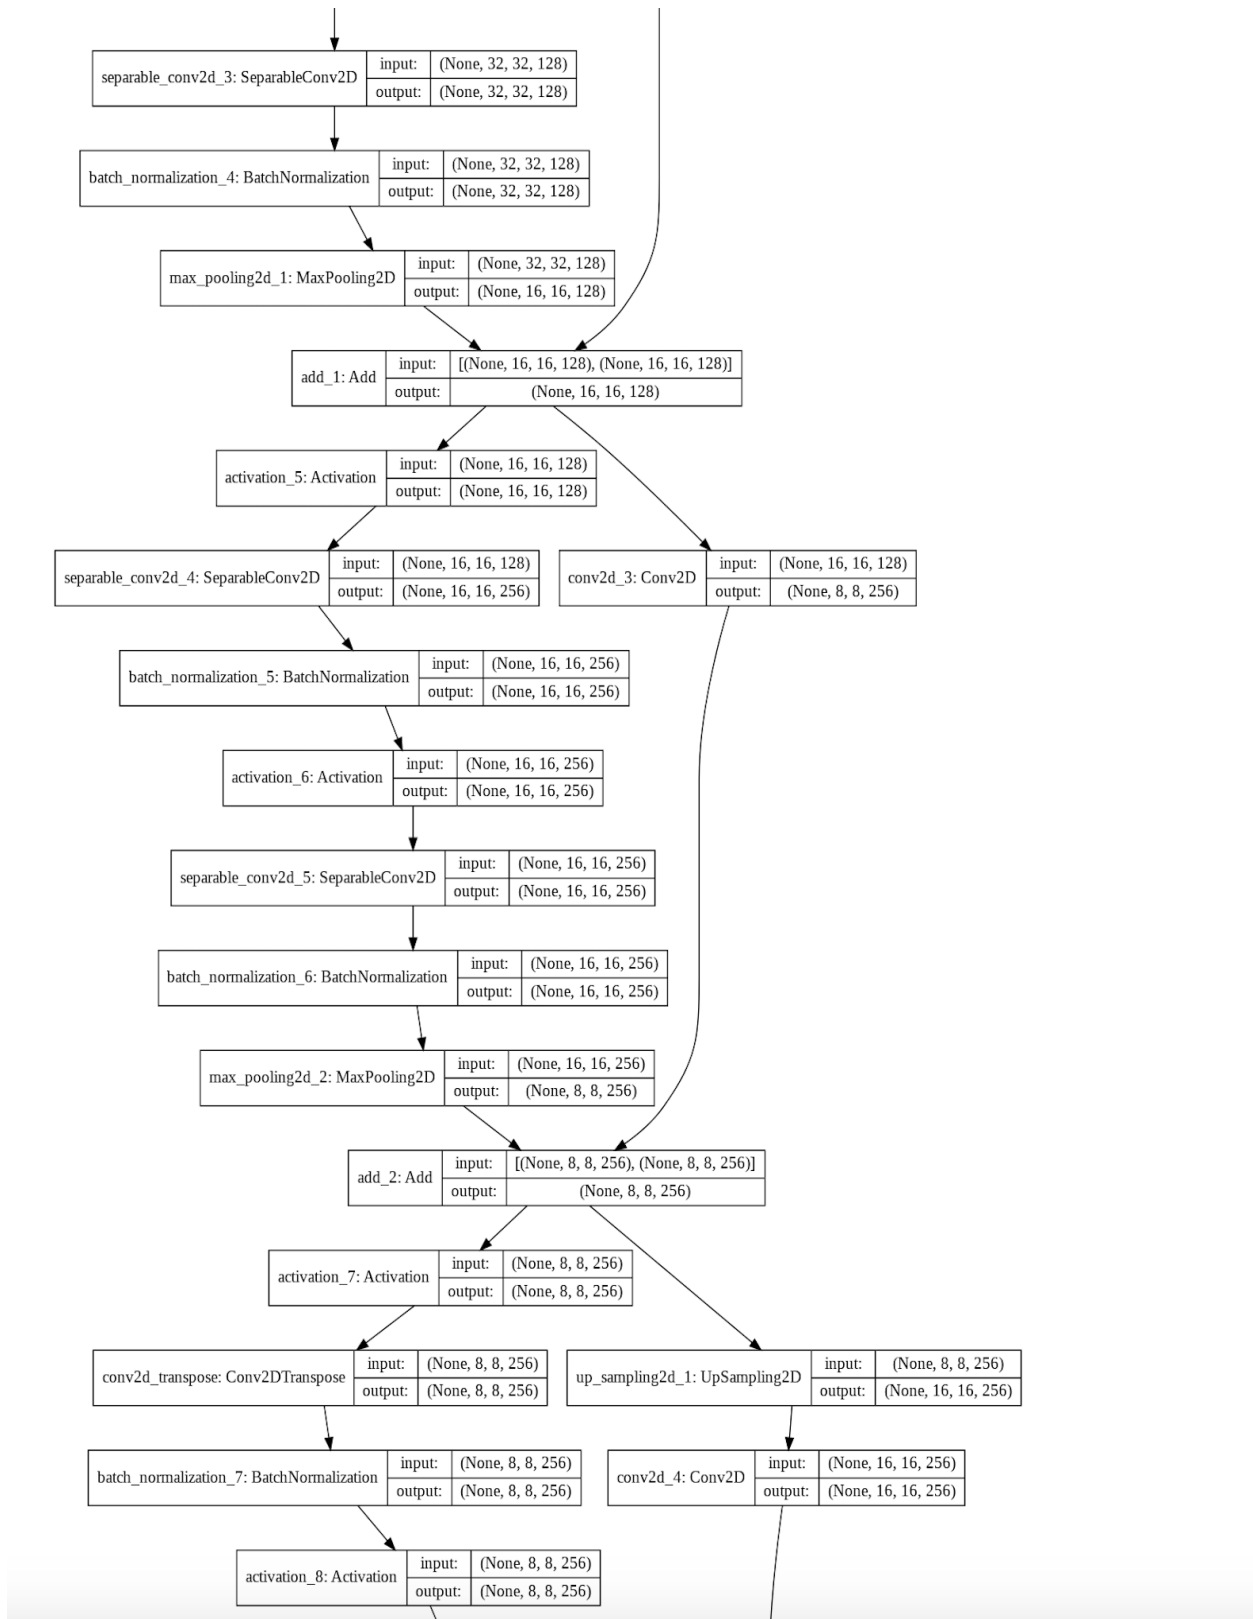 separable_conv2d_3: SeparableConv2D
input: (None, 32, 32, 128)
output: (None, 32, 32, 128)
batch_normalization_4: BatchNormalization
input: (None, 32, 32, 128)
output: (None, 32, 32, 128)
max_pooling2d_1: MaxPooling2D
input: (None, 32, 32, 128)
output: (None, 16, 16, 128)
add_1: Add
input: [(None, 16, 16, 128), (None, 16, 16, 128)]
output: (None, 16, 16, 128)
activation_5: Activation
input: (None, 16, 16, 128)
output: (None, 16, 16, 128)
separable_conv2d_4: SeparableConv2D
input: (None, 16, 16, 128)
output: (None, 16, 16, 256)
conv2d_3: Conv2D
input: (None, 16, 16, 128)
output: (None, 8, 8, 256)
batch_normalization_5: BatchNormalization
input: (None, 16, 16, 256)
output: (None, 16, 16, 256)
activation_6: Activation
input: (None, 16, 16, 256)
output: (None, 16, 16, 256)
separable_conv2d_5: SeparableConv2D
input: (None, 16, 16, 256)
output: (None, 16, 16, 256)
batch_normalization_6: BatchNormalization
input: (None, 16, 16, 256)
output: (None, 16, 16, 256)
max_pooling2d_2: MaxPooling2D
input: (None, 16, 16, 256)
output: (None, 8, 8, 256)
add_2: Add
input: [(None, 8, 8, 256), (None, 8, 8, 256)]
output: (None, 8, 8, 256)
activation_7: Activation
input: (None, 8, 8, 256)
output: (None, 8, 8, 256)
conv2d_transpose: Conv2DTranspose
input: (None, 8, 8, 256)
output: (None, 8, 8, 256)
up_sampling2d_1: UpSampling2D
input: (None, 8, 8, 256)
output: (None, 16, 16, 256)
batch_normalization_7: BatchNormalization
input: (None, 8, 8, 256)
output: (None, 8, 8, 256)
conv2d_4: Conv2D
input: (None, 16, 16, 256)
output: (None, 16, 16, 256)
activation_8: Activation
input: (None, 8, 8, 256)
output: (None, 8, 8, 256)